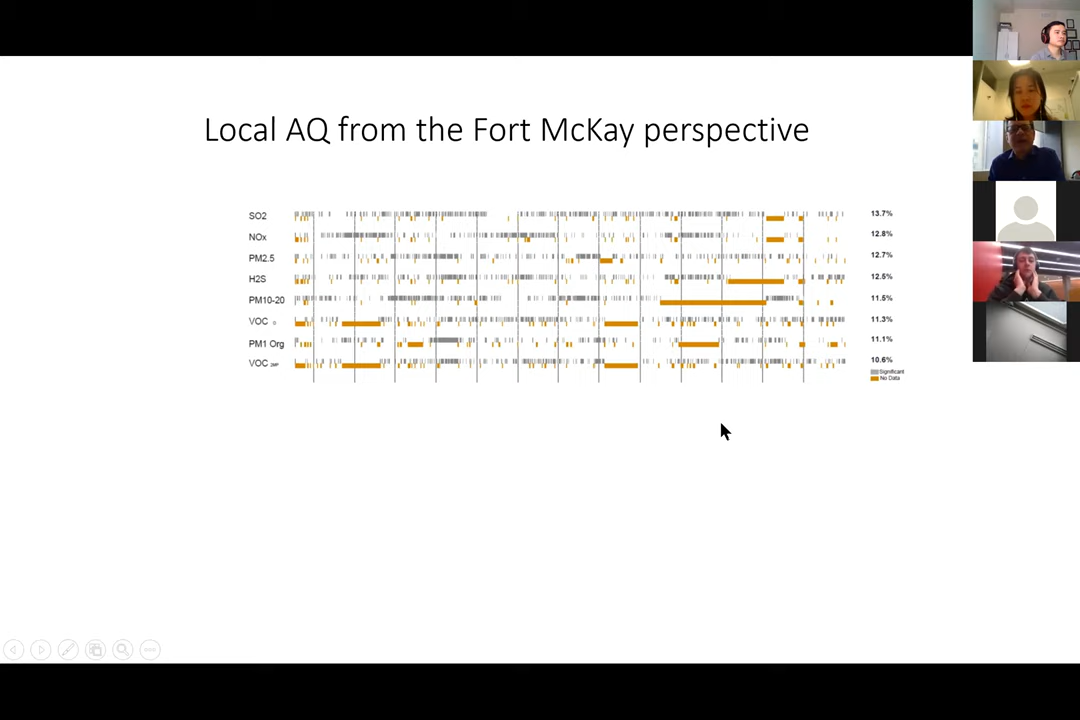 Local AQ from the Fort McKay perspective
SO2 13.7%
NOx 12.8%
PM2.5 12.7%
H2S 12.5%
PM10-20 11.5%
VOC 11.3%
PM1 Org 11.1%
VOC 10.6%
Significant
No Data